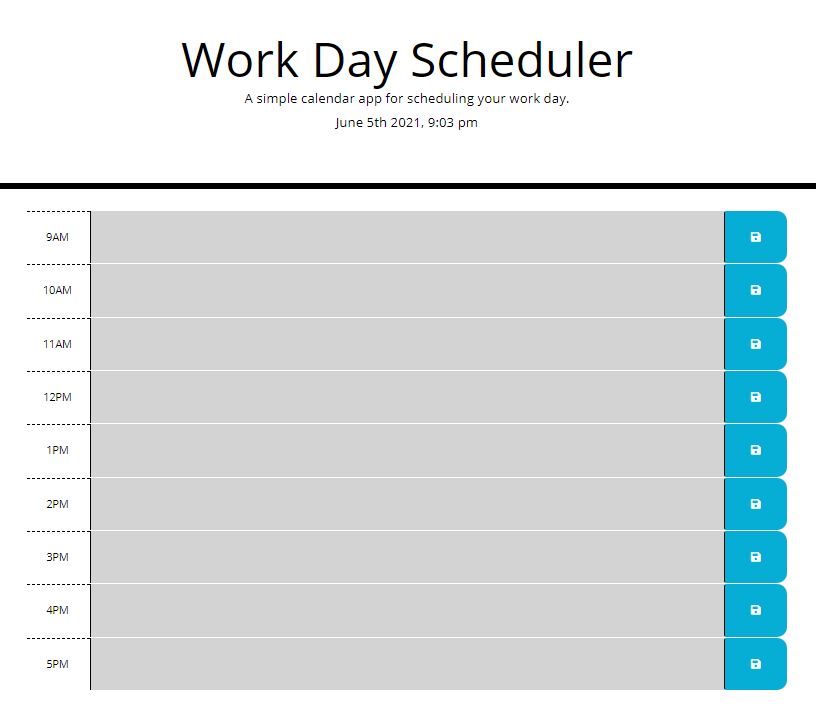 Work Day Scheduler
A simple calendar app for scheduling your work day.
June 5th 2021, 9:03 pm
9AM
10AM
11AM
12PM
1PM
2PM
3PM
4PM
5PM